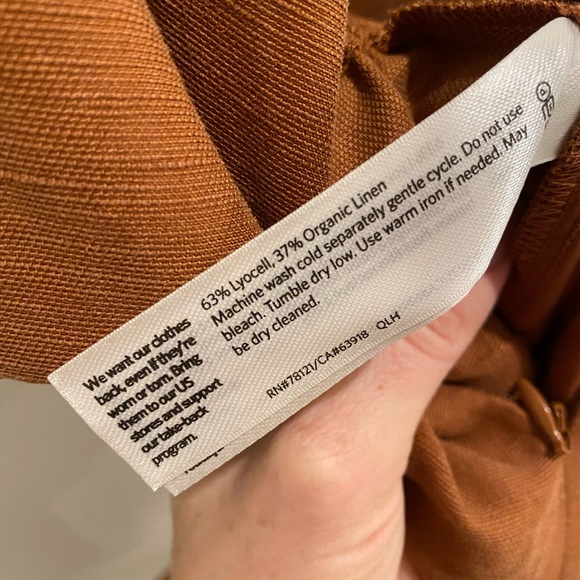 63% Lyocell, 37% Organic Linen
Machine wash cold separately gentle cycle. Do not use
bleach. Tumble dry low. Use warm iron if needed. May
be dry cleaned.
RN#78121/CA#63918 QLH
We want our clothes
back, even if they're
worn or torn. Bring
them to our US
stores and support
our take-back
program.